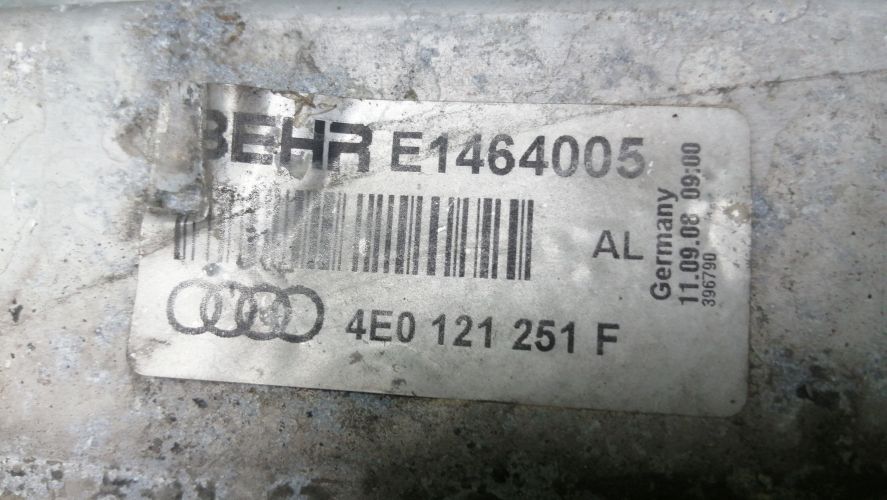 BEHR E1464005
AL
4E0 121 251 F
Germany
11.09.08 09:00
396790